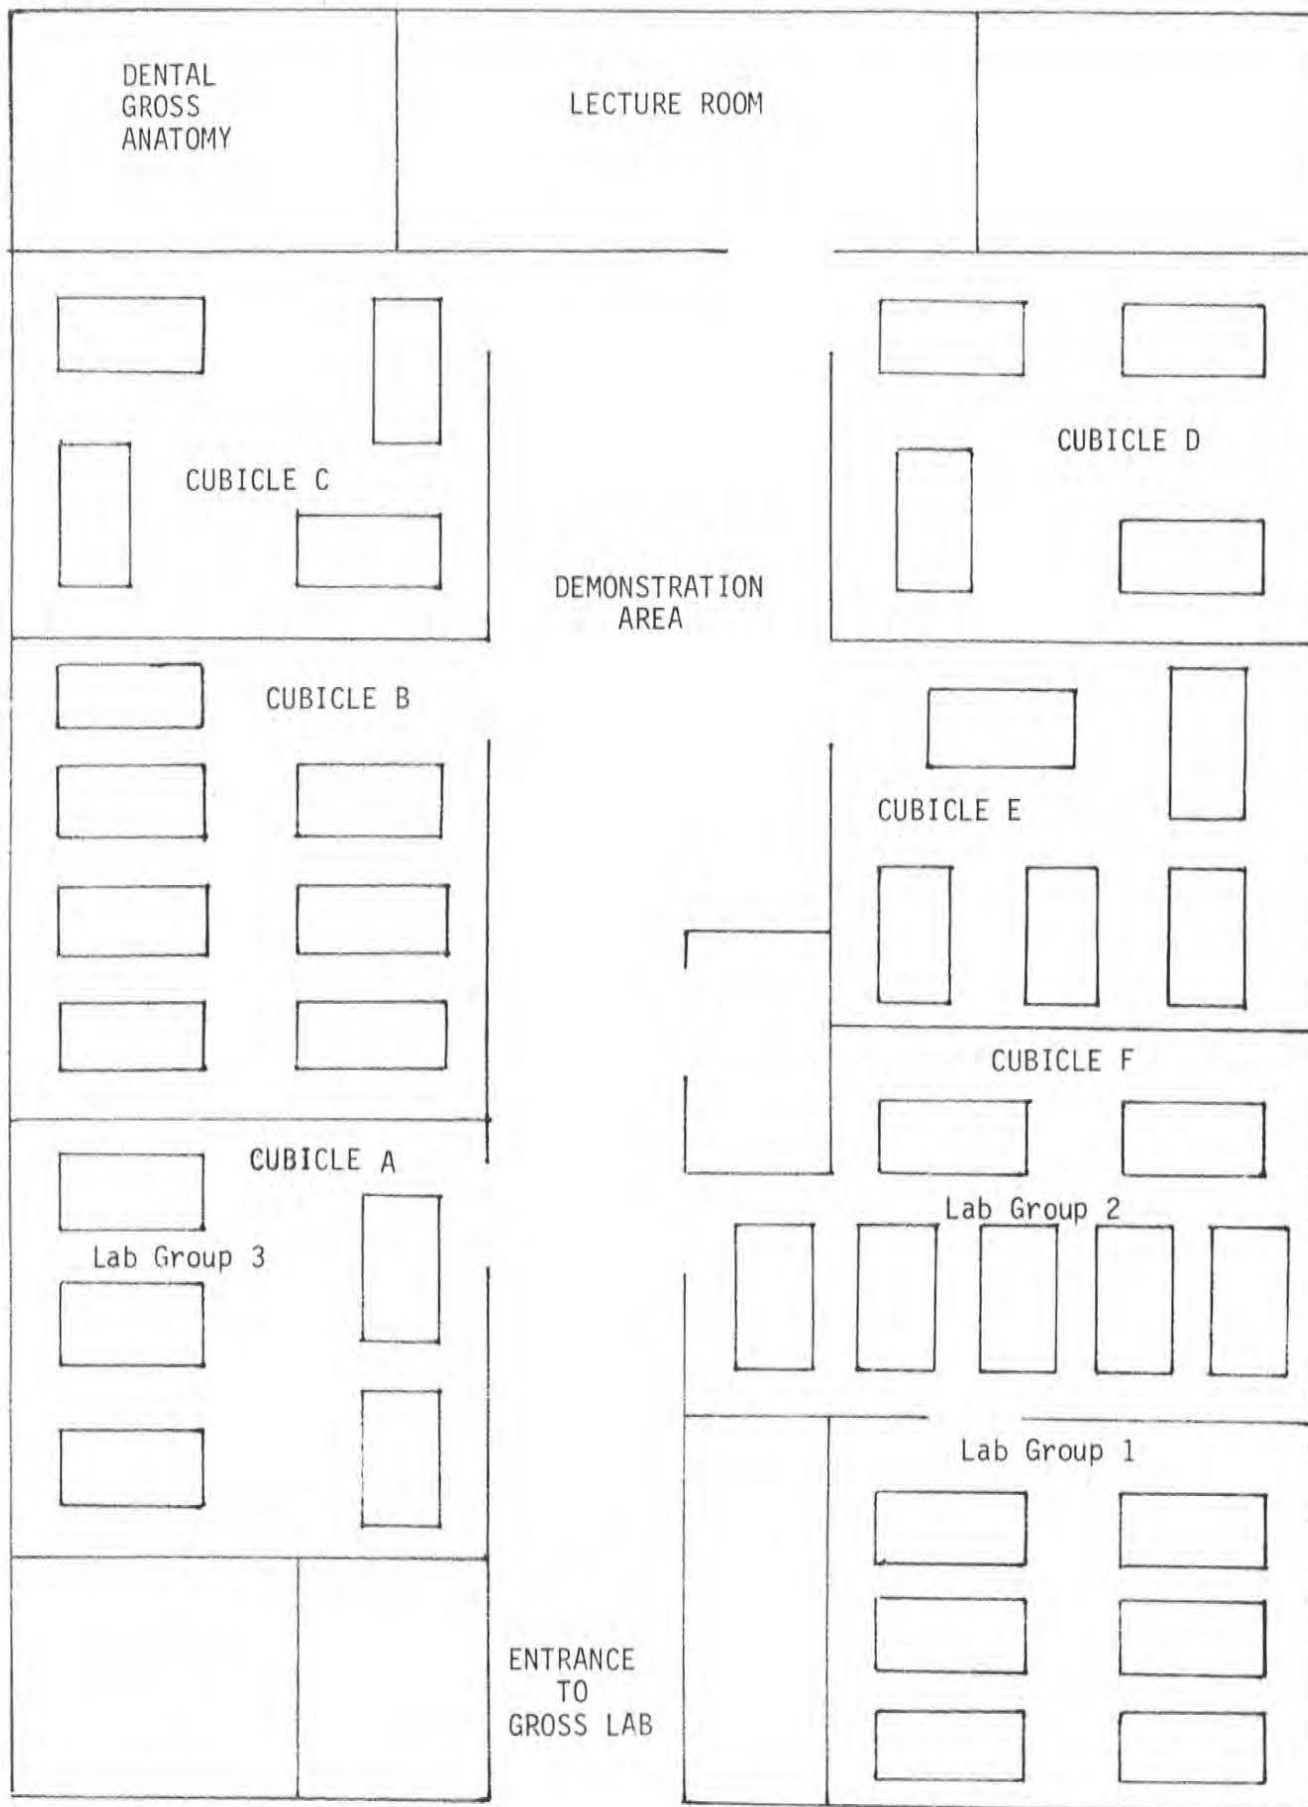 DENTAL
GROSS
ANATOMY
LECTURE ROOM
CUBICLE C
CUBICLE D
DEMONSTRATION
AREA
CUBICLE B
CUBICLE E
CUBICLE F
CUBICLE A
Lab Group 2
Lab Group 3
Lab Group 1
ENTRANCE
TO
GROSS LAB